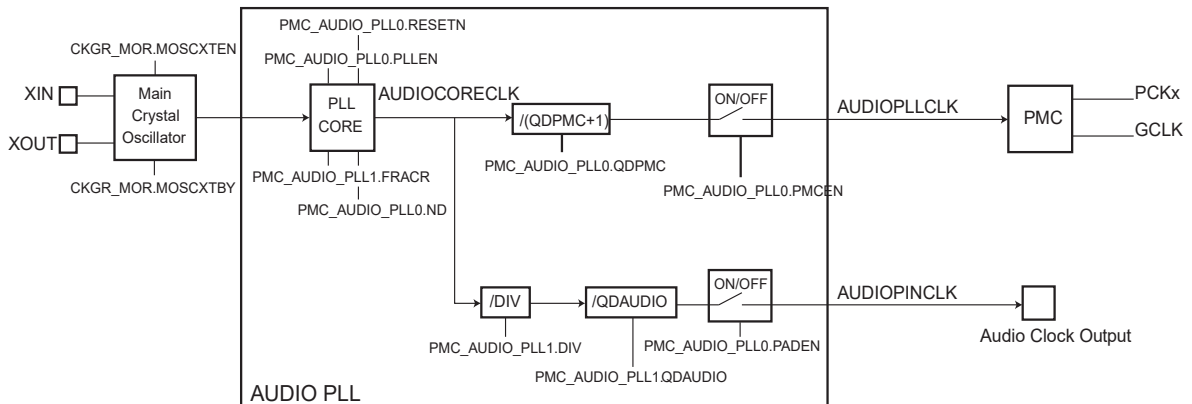 PMC_AUDIO_PLL0.RESETN
CKGR_MOR.MOSCXTEN
PMC_AUDIO_PLL0.PLLEN
XIN
XOUT
Main
Crystal
Oscillator
PLL
CORE
AUDIOCORECLK
/(QDPMC+1)
ON/OFF
AUDIOPLLCLK
PMC
PCKx
GCLK
CKGR_MOR.MOSCXTBY
PMC_AUDIO_PLL1.FRACR
PMC_AUDIO_PLL0.ND
PMC_AUDIO_PLL0.QDPMC
PMC_AUDIO_PLL0.PMCEN
/DIV
/QDAUDIO
ON/OFF
AUDIOPINCLK
Audio Clock Output
PMC_AUDIO_PLL1.DIV
PMC_AUDIO_PLL0.PADEN
PMC_AUDIO_PLL1.QDAUDIO
AUDIO PLL